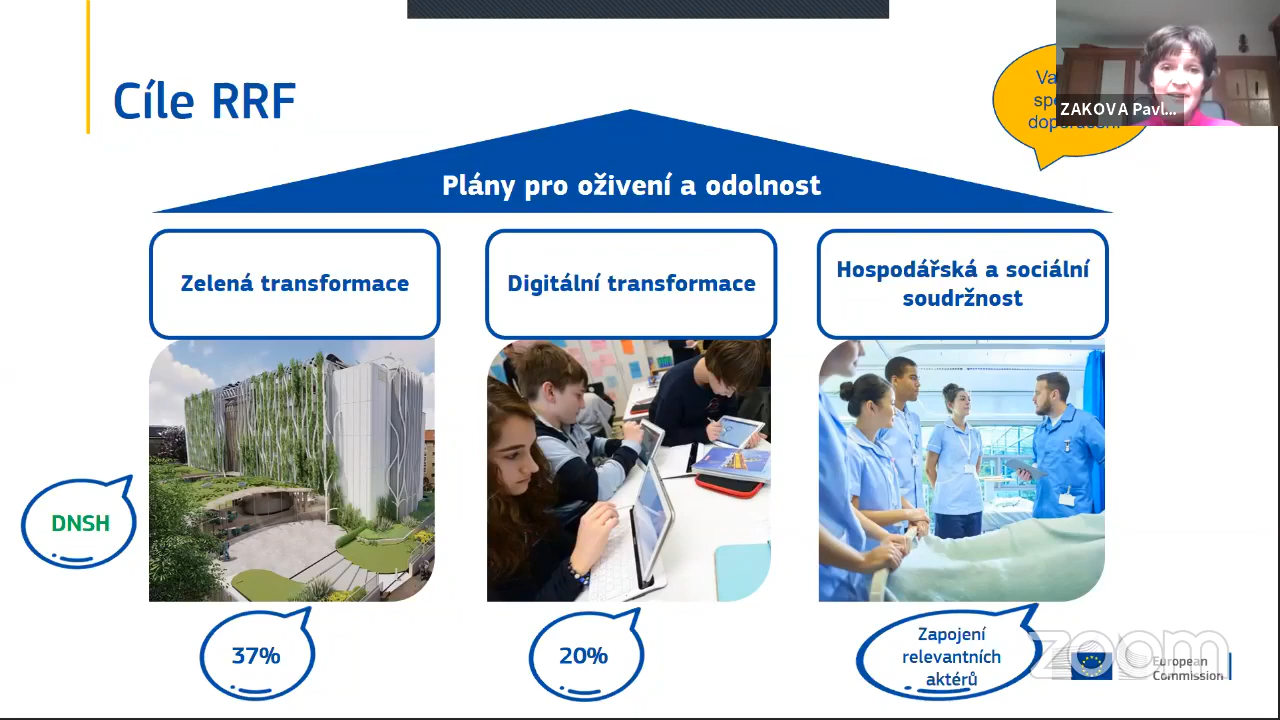 Cíle RRF
ZAKOVA Pavl...
Plány pro oživení a odolnost
Zelená transformace
Digitální transformace
Hospodářská a sociální
soudržnost
DNSH
37%
20%
Zapojení
relevantních
aktérů
zoom
European
Commission